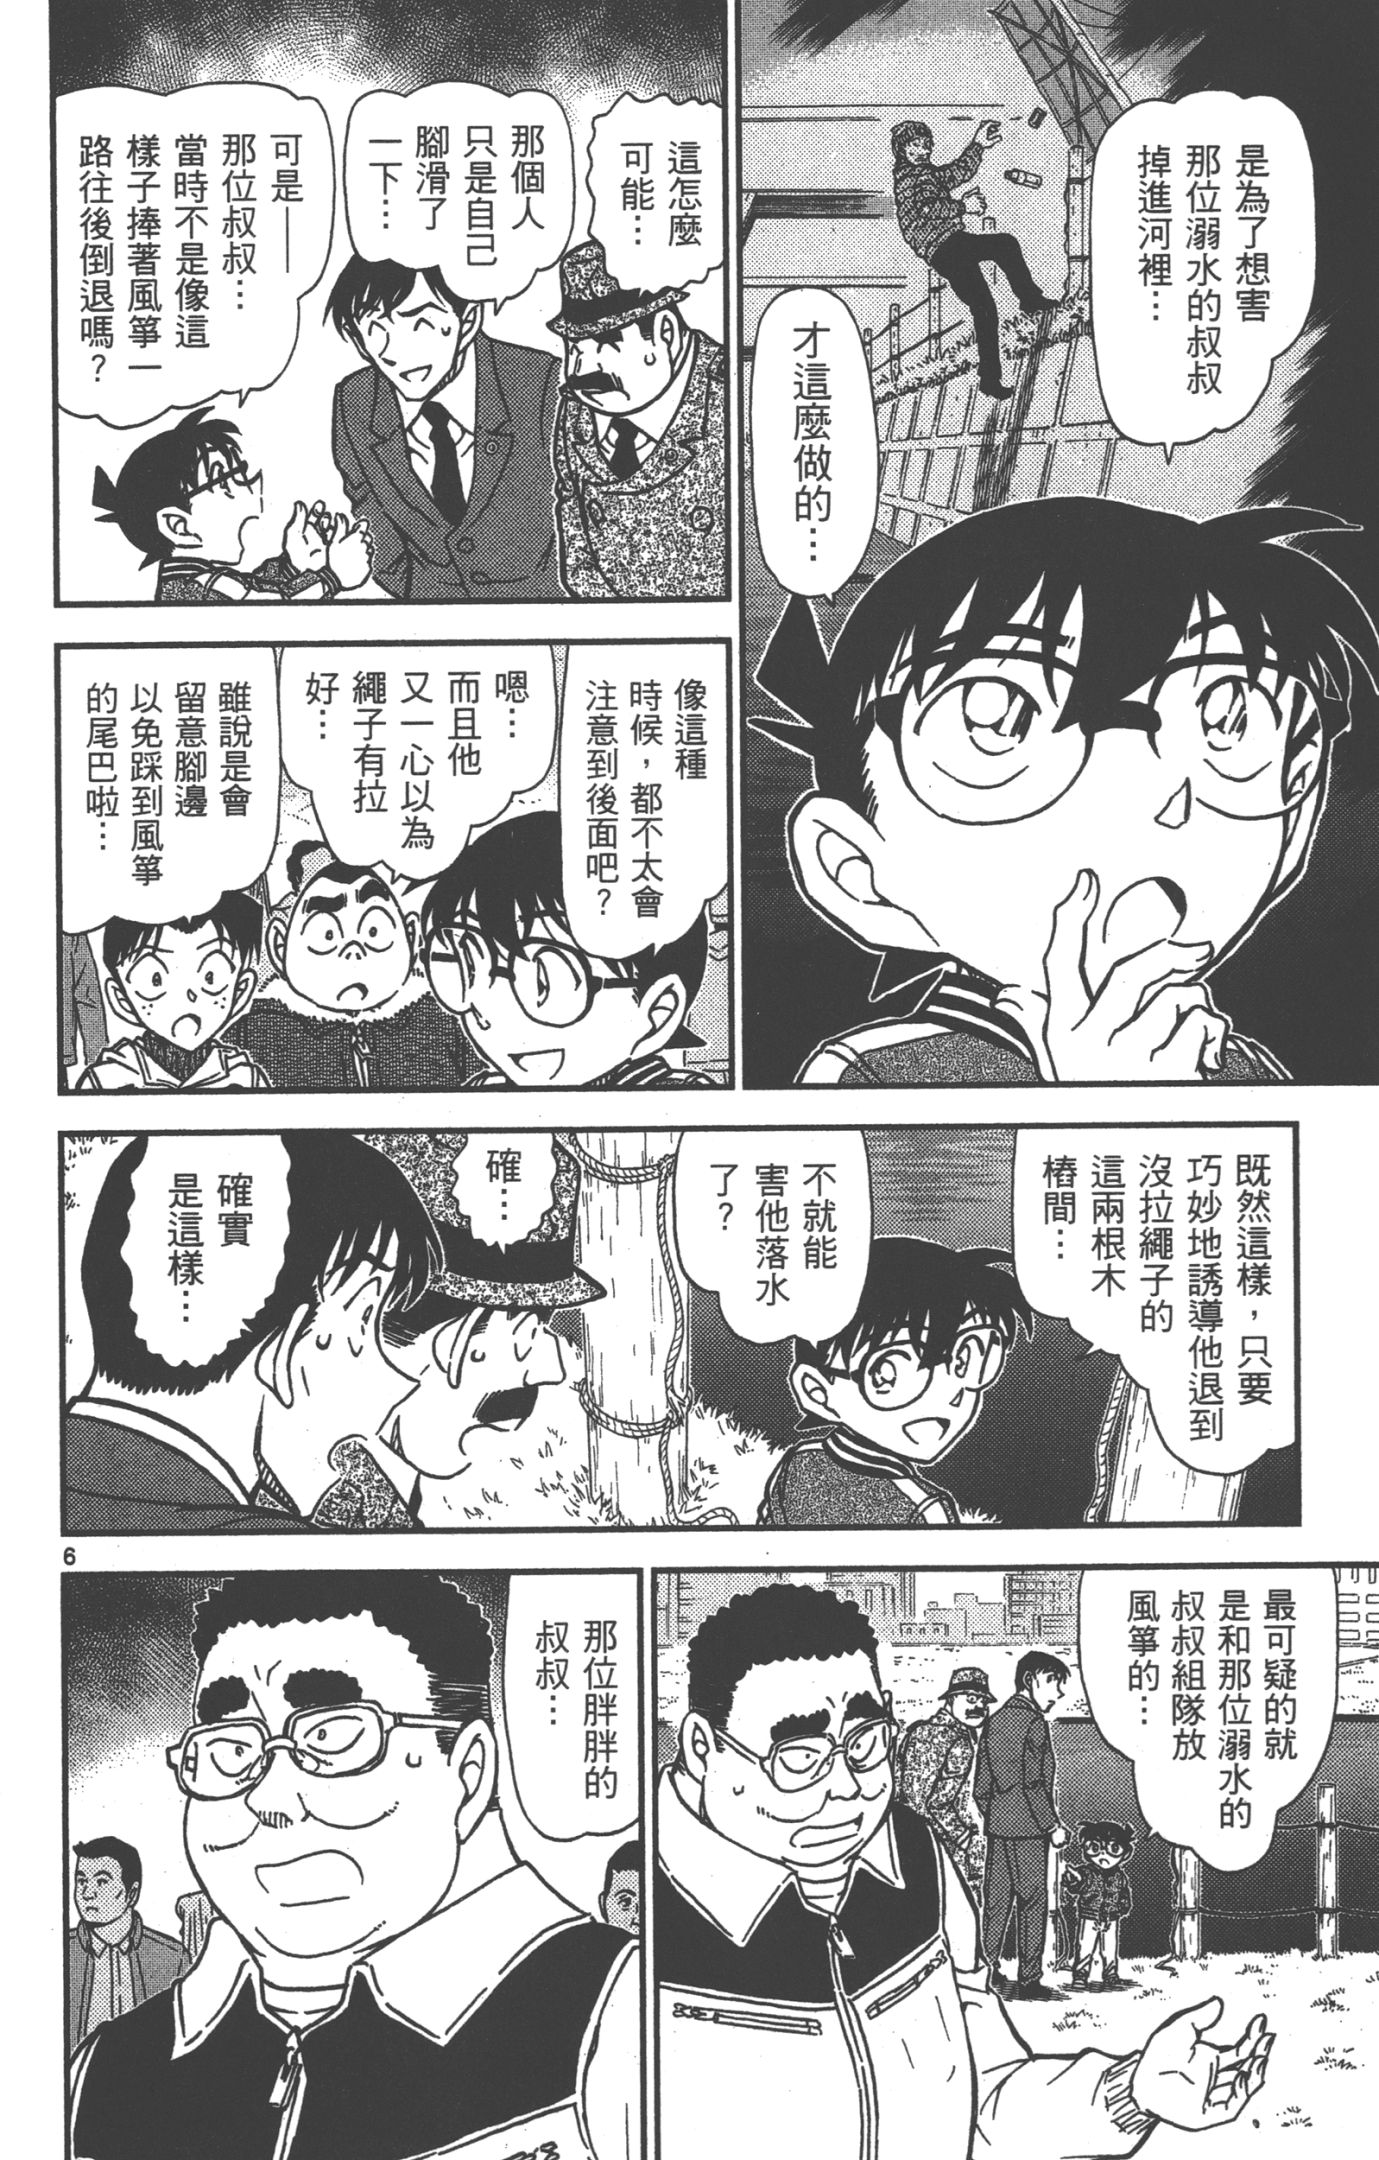 是為了想害
那位溺水的叔叔
掉進河裡…
才這麼做的…
這怎麼
可能…
那個人
只是自己
腳滑了
一下…
可是——
那位叔叔…
當時不是像這
樣子捧著風箏一
路往後倒退嗎？
像這種
時候，都不太會
注意到後面吧？
嗯…
而且他
又一心以為
繩子有拉
好…
雖說是會
留意腳邊
以免踩到風箏
的尾巴啦…
既然這樣，只要
巧妙地誘導他退到
沒拉繩子的
這兩根木
樁間…
不就能
害他落水
了？
確…
確實
是這樣…
6
最可疑的就
是和那位溺水的
叔叔組隊放
風箏的…
那位胖胖的
叔叔…